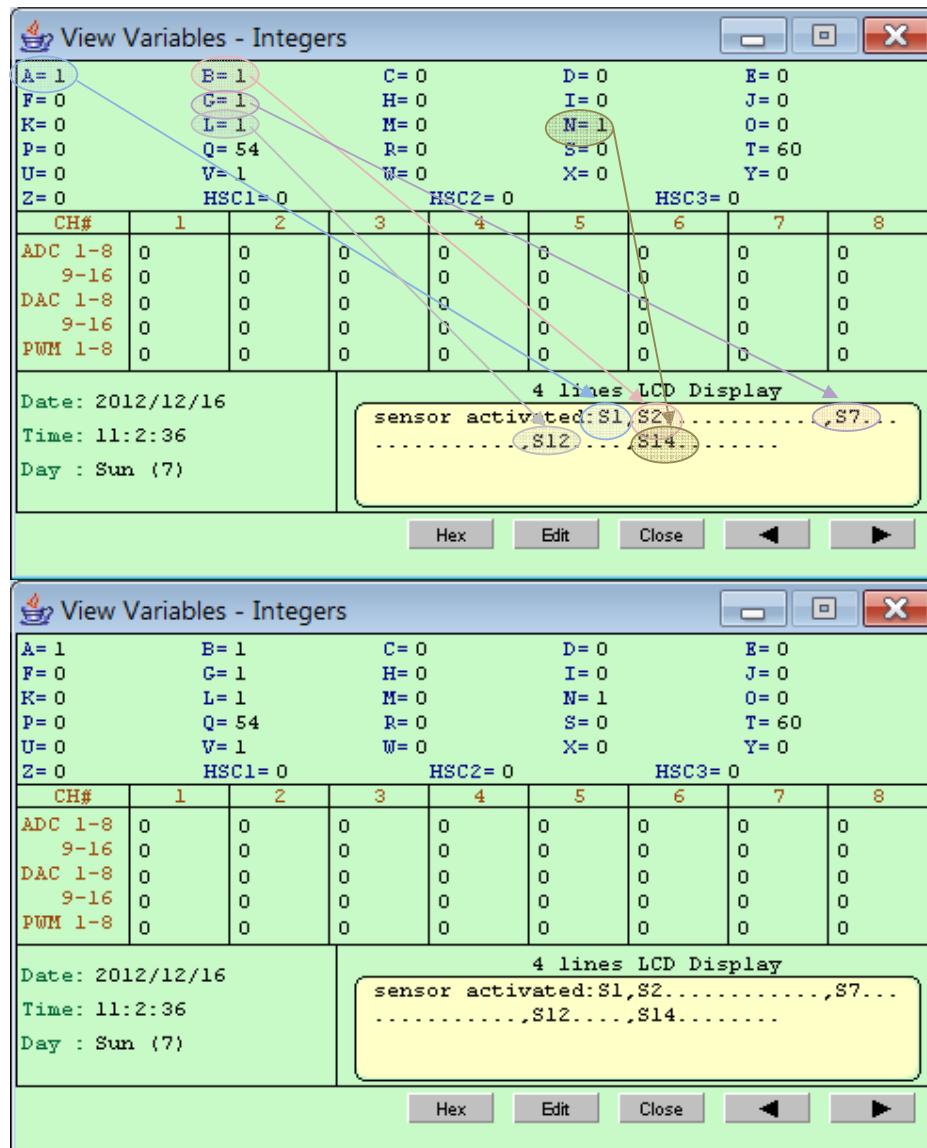 View Variables - Integers
A= 1 B= 1 C= 0 D= 0 E= 0
F= 0 G= 1 H= 0 I= 0 J= 0
K= 0 L= 1 M= 0 N= 1 O= 0
P= 0 Q= 54 R= 0 S= 0 T= 60
U= 0 V= 1 W= 0 X= 0 Y= 0
Z= 0 HSC1= 0 HSC2= 0 HSC3= 0
CH# 1 2 3 4 5 6 7 8
ADC 1-8 0 0 0 0 0 0 0 0
9-16 0 0 0 0 0 0 0 0
DAC 1-8 0 0 0 0 0 0 0 0
9-16 0 0 0 0 0 0 0 0
PWM 1-8 0 0 0 0 0 0 0 0
Date: 2012/12/16
Time: 11:2:36
Day : Sun (7)
4 lines LCD Display
sensor activated:S1,S2............,S7...
...........,S12....,S14........
Hex Edit Close
View Variables - Integers
A= 1 B= 1 C= 0 D= 0 E= 0
F= 0 G= 1 H= 0 I= 0 J= 0
K= 0 L= 1 M= 0 N= 1 O= 0
P= 0 Q= 54 R= 0 S= 0 T= 60
U= 0 V= 1 W= 0 X= 0 Y= 0
Z= 0 HSC1= 0 HSC2= 0 HSC3= 0
CH# 1 2 3 4 5 6 7 8
ADC 1-8 0 0 0 0 0 0 0 0
9-16 0 0 0 0 0 0 0 0
DAC 1-8 0 0 0 0 0 0 0 0
9-16 0 0 0 0 0 0 0 0
PWM 1-8 0 0 0 0 0 0 0 0
Date: 2012/12/16
Time: 11:2:36
Day : Sun (7)
4 lines LCD Display
sensor activated:S1,S2............,S7...
...........,S12....,S14........
Hex Edit Close